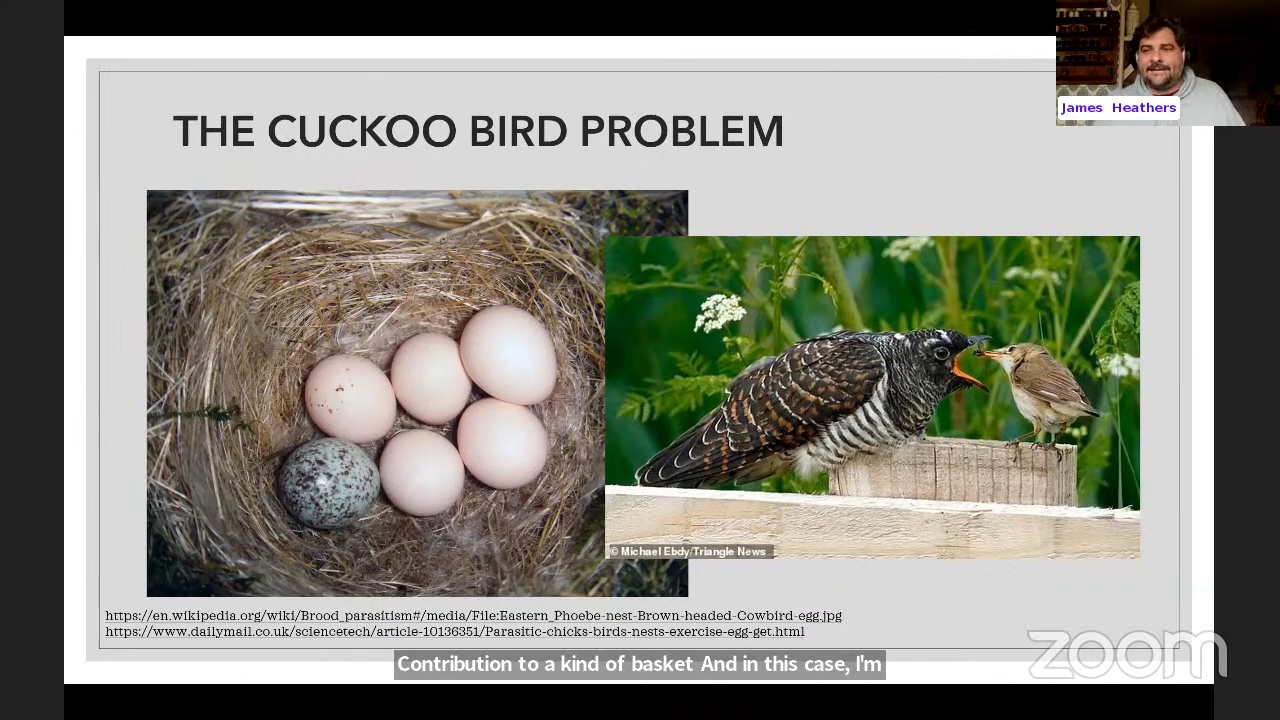 James Heathers
THE CUCKOO BIRD PROBLEM
© Michael Ebdy/Triangle News
https://en.wikipedia.org/wiki/Brood_parasitism#/media/File:Eastern_Phoebe-nest-Brown-headed-Cowbird-egg.jpg
https://www.dailymail.co.uk/sciencetech/article-10136351/Parasitic-chicks-birds-nests-exercise-egg-get.html
zoom
Contribution to a kind of basket And in this case, I'm